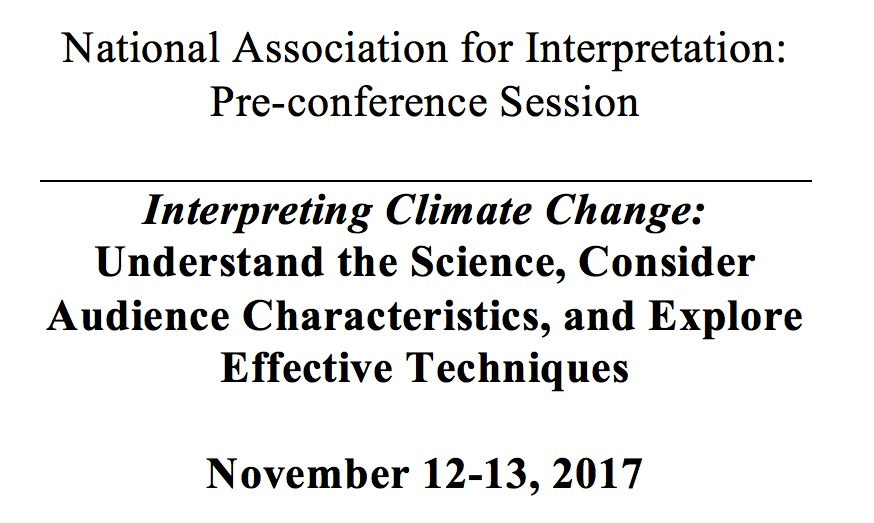 National Association for Interpretation:
Pre-conference Session
Interpreting Climate Change:
Understand the Science, Consider
Audience Characteristics, and Explore
Effective Techniques
November 12-13, 2017